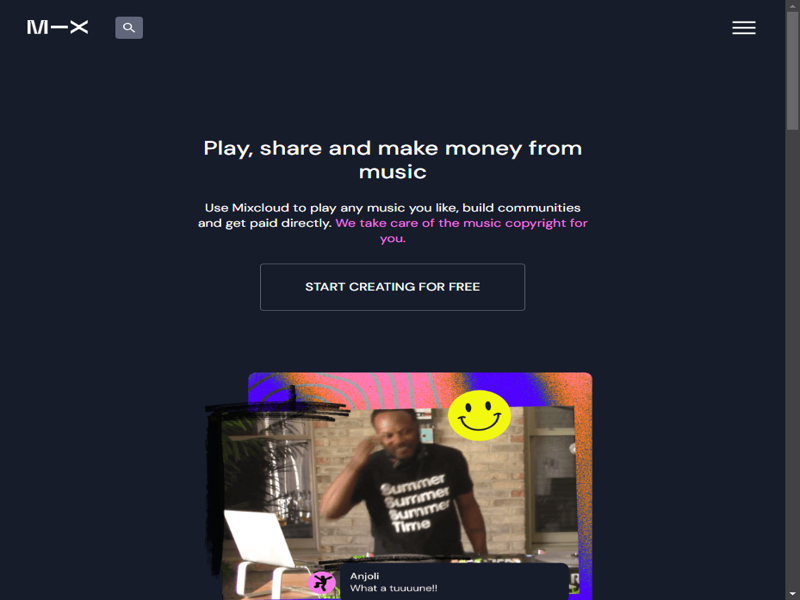 M—X
Play, share and make money from
music
Use Mixcloud to play any music you like, build communities
and get paid directly. We take care of the music copyright for
you.
START CREATING FOR FREE
Summer
Summer
Summer
Time
Anjoli
What a tuuuune!!